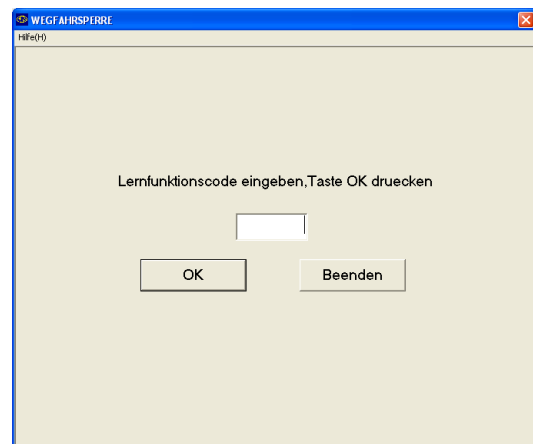 WEGFAHRSPERRE
Hilfe(H)
Lernfunktionscode eingeben,Taste OK druecken
OK Beenden